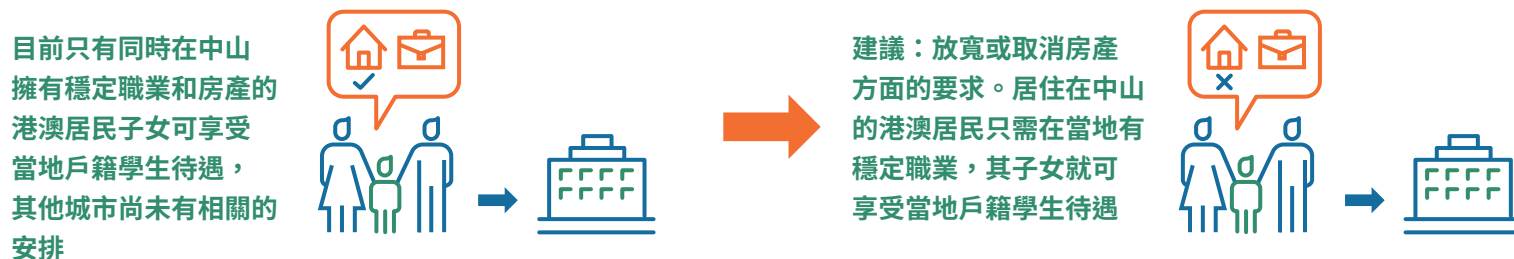 目前只有同時在中山
擁有穩定職業和房產的
港澳居民子女可享受
當地戶籍學生待遇，
其他城市尚未有相關的
安排
建議：放寬或取消房產
方面的要求。居住在中山
的港澳居民只需在當地有
穩定職業，其子女就可
享受當地戶籍學生待遇